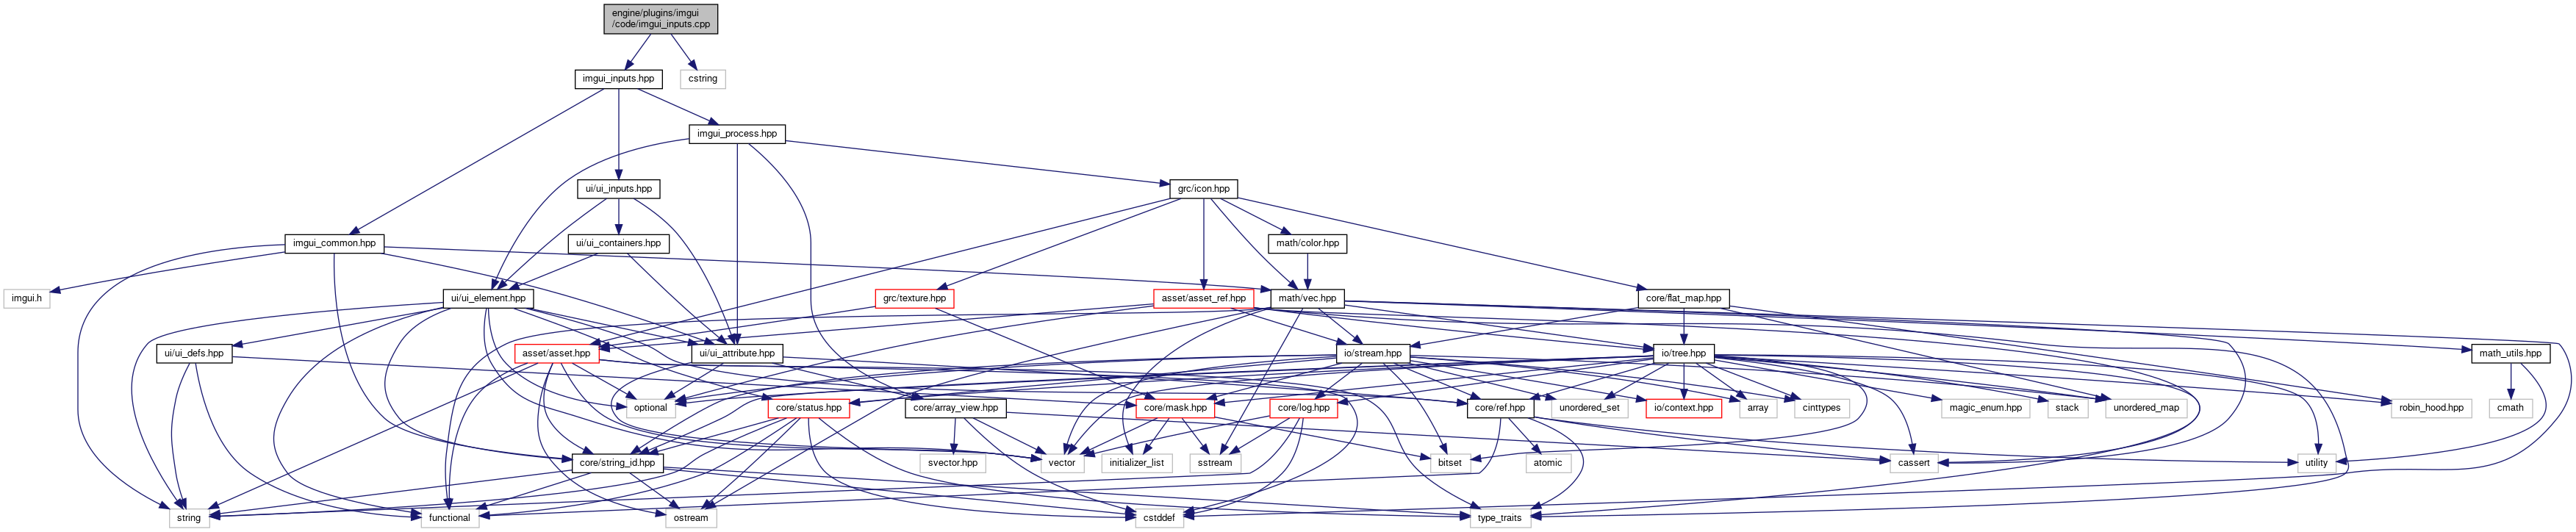 engine/plugins/imgui
/code/imgui_inputs.cpp
imgui_inputs.hpp
cstring
imgui_process.hpp
ui/ui_inputs.hpp
grc/icon.hpp
imgui_common.hpp
ui/ui_containers.hpp
math/color.hpp
imgui.h
ui/ui_element.hpp
grc/texture.hpp
asset/asset_ref.hpp
math/vec.hpp
core/flat_map.hpp
ui/ui_defs.hpp
asset/asset.hpp
ui/ui_attribute.hpp
io/stream.hpp
io/tree.hpp
math_utils.hpp
optional
core/status.hpp
core/array_view.hpp
core/mask.hpp
core/log.hpp
core/ref.hpp
unordered_set
io/context.hpp
array
cinttypes
magic_enum.hpp
stack
unordered_map
robin_hood.hpp
cmath
core/string_id.hpp
svector.hpp
vector
initializer_list
sstream
bitset
atomic
cassert
utility
string
functional
ostream
cstddef
type_traits